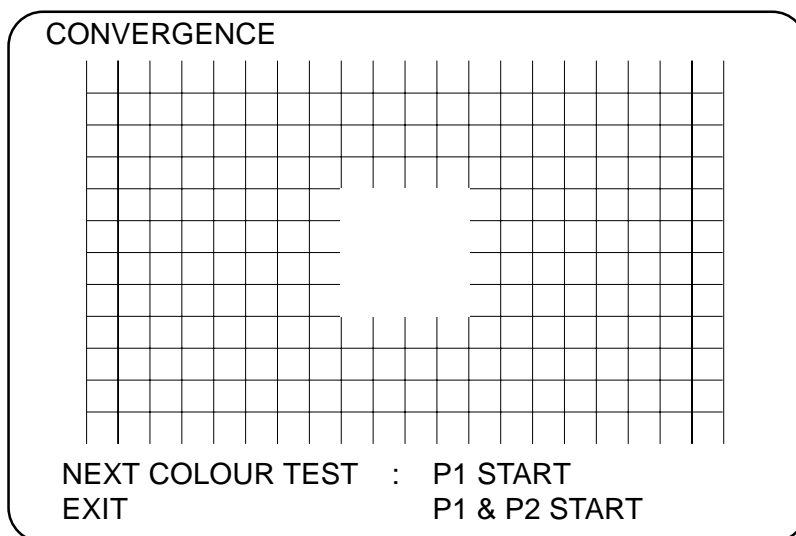 CONVERGENCE
NEXT COLOUR TEST : P1 START
EXIT P1 & P2 START